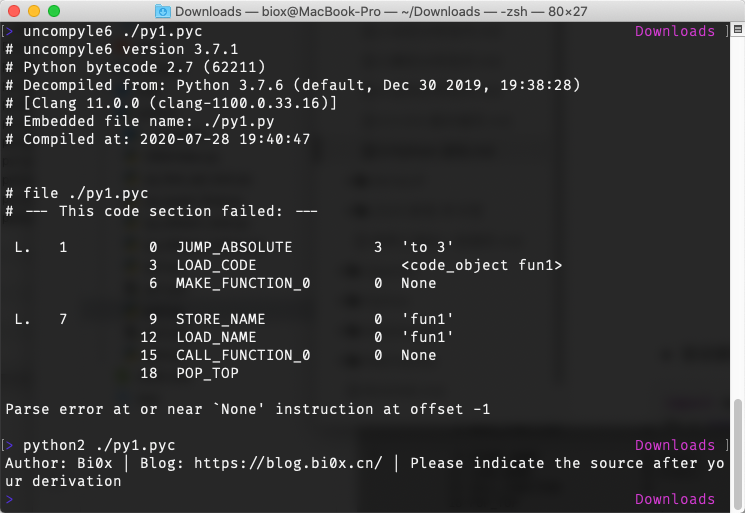 Downloads — biox@MacBook-Pro — ~/Downloads — -zsh — 80×27
[> uncompyle6 ./py1.pyc Downloads ]
# uncompyle6 version 3.7.1
# Python bytecode 2.7 (62211)
# Decompiled from: Python 3.7.6 (default, Dec 30 2019, 19:38:28)
# [Clang 11.0.0 (clang-1100.0.33.16)]
# Embedded file name: ./py1.py
# Compiled at: 2020-07-28 19:40:47
# file ./py1.pyc
# --- This code section failed: ---
L. 1 0 JUMP_ABSOLUTE 3 'to 3'
3 LOAD_CODE <code_object fun1>
6 MAKE_FUNCTION_0 0 None
L. 7 9 STORE_NAME 0 'fun1'
12 LOAD_NAME 0 'fun1'
15 CALL_FUNCTION_0 0 None
18 POP_TOP
Parse error at or near `None' instruction at offset -1
[> python2 ./py1.pyc Downloads ]
Author: Bi0x | Blog: https://blog.bi0x.cn/ | Please indicate the source after yo
ur derivation
> Downloads